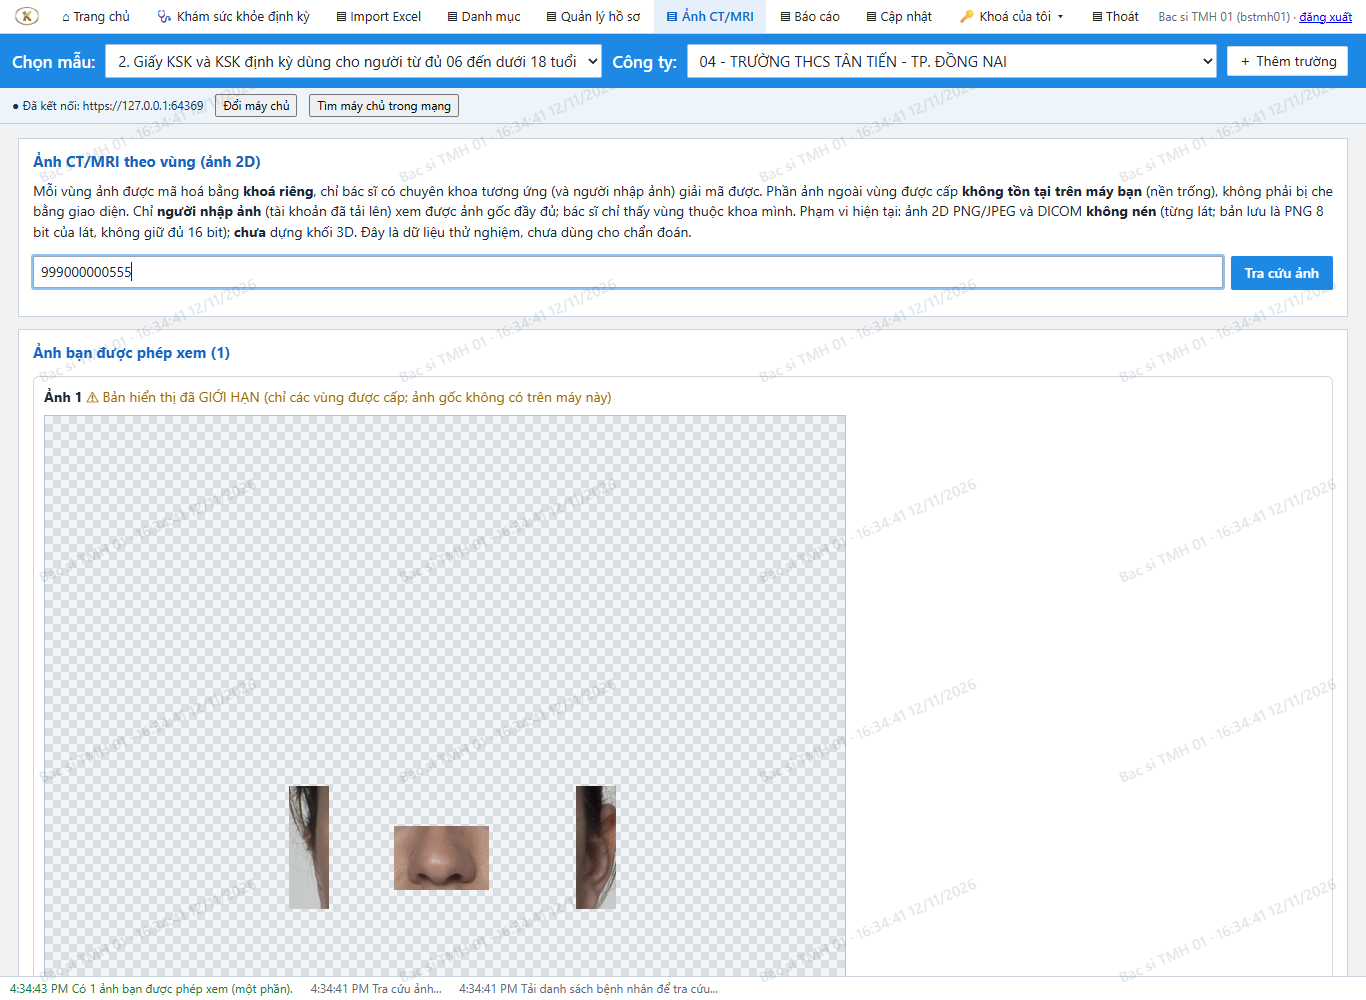 K Trang chủ Khám sức khỏe định kỳ Import Excel Danh mục Quản lý hồ sơ Ảnh CT/MRI Báo cáo Cập nhật Khoá của tôi Thoát Bac si TMH 01 (bstmh01) · đăng xuất
Chọn mẫu: 2. Giấy KSK và KSK định kỳ dùng cho người từ đủ 06 đến dưới 18 tuổi Công ty: 04 - TRƯỜNG THCS TÂN TIẾN - TP. ĐỒNG NAI + Thêm trường
● Đã kết nối: https://127.0.0.1:64369 Đổi máy chủ Tìm máy chủ trong mạng
Ảnh CT/MRI theo vùng (ảnh 2D)
Mỗi vùng ảnh được mã hoá bằng khoá riêng, chỉ bác sĩ có chuyên khoa tương ứng (và người nhập ảnh) giải mã được. Phần ảnh ngoài vùng được cấp không tồn tại trên máy bạn (nền trống), không phải bị che
bằng giao diện. Chỉ người nhập ảnh (tài khoản đã tải lên) xem được ảnh gốc đầy đủ; bác sĩ chỉ thấy vùng thuộc khoa mình. Phạm vi hiện tại: ảnh 2D PNG/JPEG và DICOM không nén (từng lát; bản lưu là PNG 8
bit của lát, không giữ đủ 16 bit); chưa dựng khối 3D. Đây là dữ liệu thử nghiệm, chưa dùng cho chẩn đoán.
999000000555 Tra cứu ảnh
Ảnh bạn được phép xem (1)
Ảnh 1 ⚠ Bản hiển thị đã GIỚI HẠN (chỉ các vùng được cấp; ảnh gốc không có trên máy này)
Bac si TMH 01 · 16:34:41 12/11/2026
4:34:43 PM Có 1 ảnh bạn được phép xem (một phần). 4:34:41 PM Tra cứu ảnh... 4:34:41 PM Tải danh sách bệnh nhân để tra cứu...